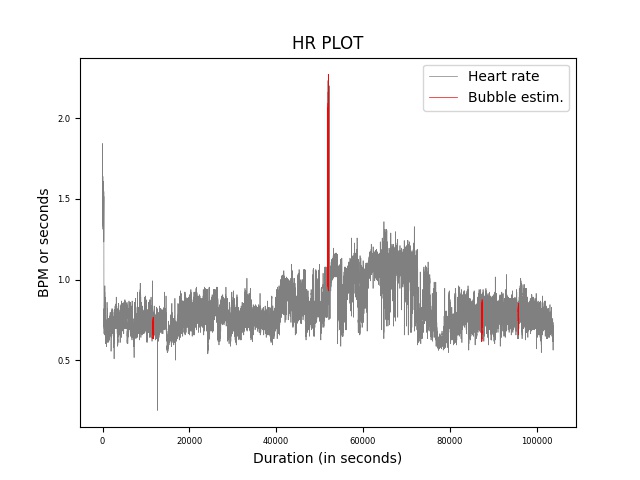 HR PLOT
Heart rate
Bubble estim.
BPM or seconds
2.0
1.5
1.0
0.5
0 20000 40000 60000 80000 100000
Duration (in seconds)